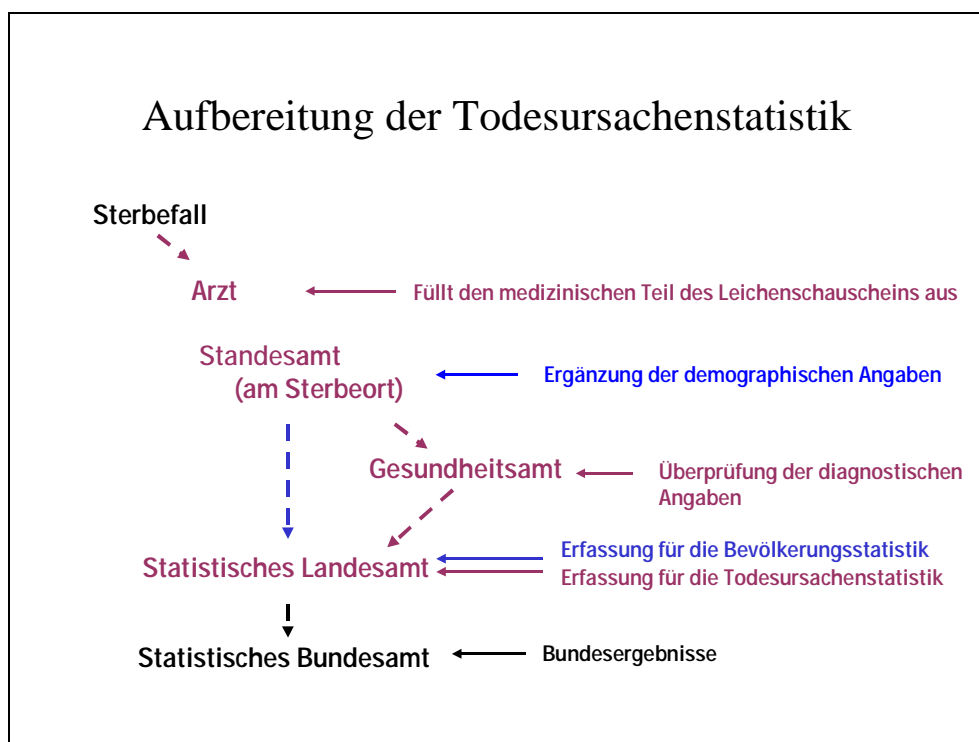 Aufbereitung der Todesursachenstatistik
Sterbefall
Arzt
Füllt den medizinischen Teil des Leichenschauscheins aus
Standesamt
(am Sterbeort)
Ergänzung der demographischen Angaben
Gesundheitsamt
Überprüfung der diagnostischen
Angaben
Statistisches Landesamt
Erfassung für die Bevölkerungsstatistik
Erfassung für die Todesursachenstatistik
Statistisches Bundesamt
Bundesergebnisse